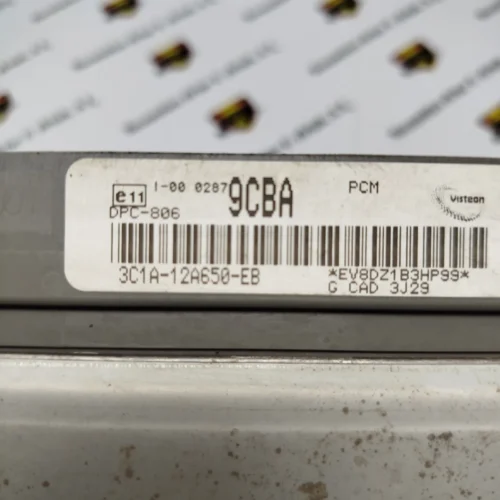 e11 I-00 0287 9CBA PCM Visteon
DPC-806
3C1A-12A650-EB *EV8DZ1B3HP99*
G CAD 3J29